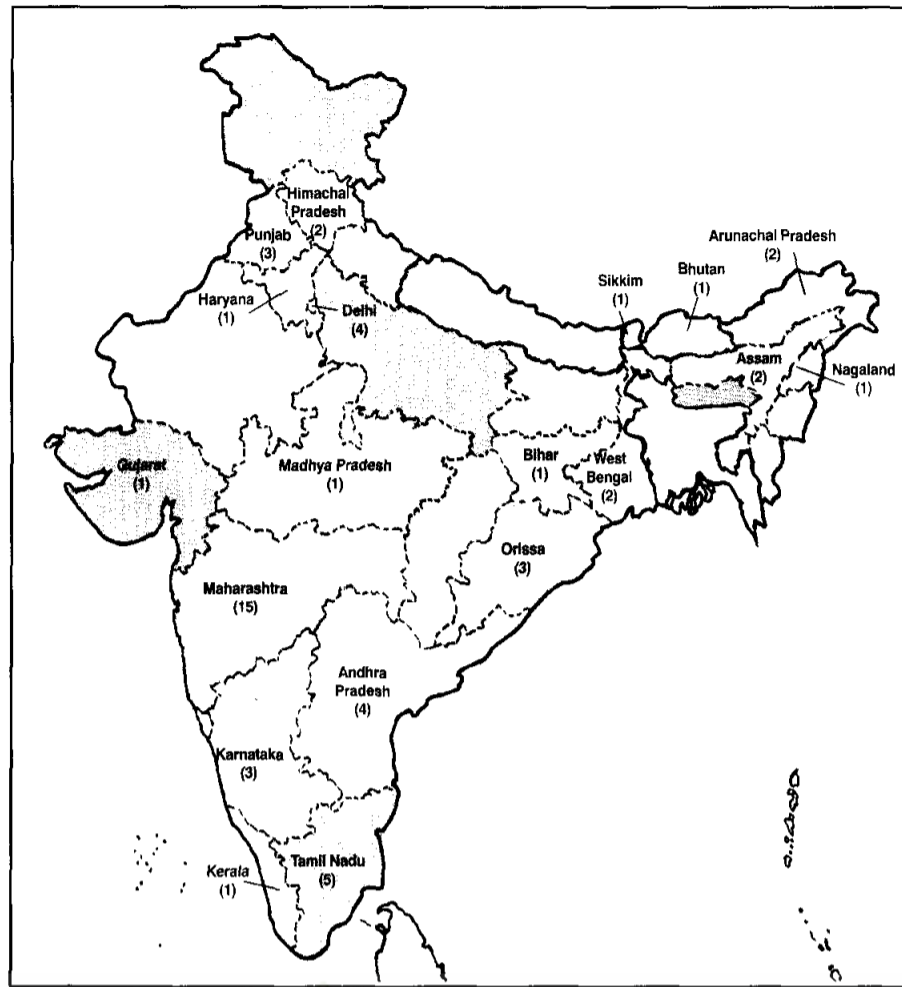 Himachal
Pradesh
(2)
Punjab
(3)
Arunachal Pradesh
(2)
Bhutan
(1)
Sikkim
(1)
Haryana
(1)
Delhi
(4)
Assam
(2)
Nagaland
(1)
Gujarat
(1)
Madhya Pradesh
(1)
Bihar
(1)
West
Bengal
(2)
Orissa
(3)
Maharashtra
(15)
Andhra
Pradesh
(4)
Karnataka
(3)
Tamil Nadu
(5)
Kerala
(1)